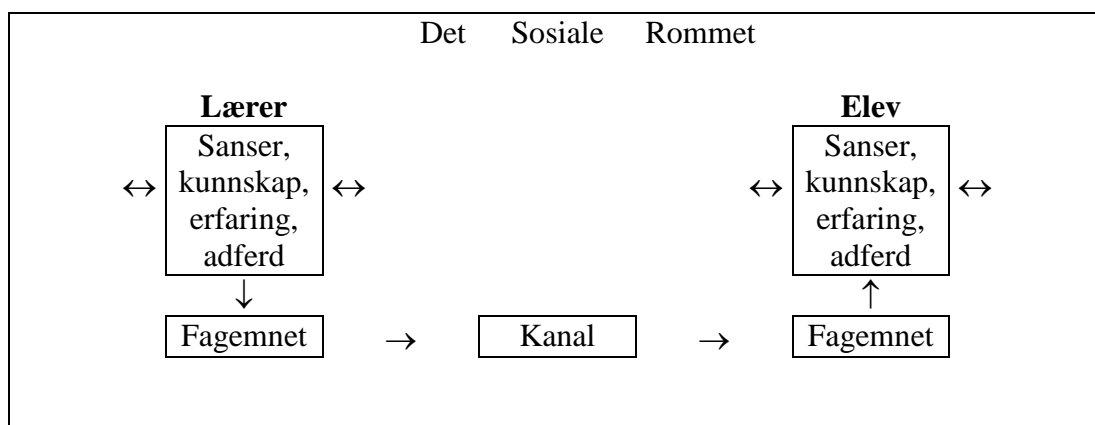 Det Sosiale Rommet
Lærer
Sanser,
↔ kunnskap, ↔
erfaring,
adferd
↓
Fagemnet
→
Kanal
→
Elev
Sanser,
↔ kunnskap, ↔
erfaring,
adferd
↑
Fagemnet